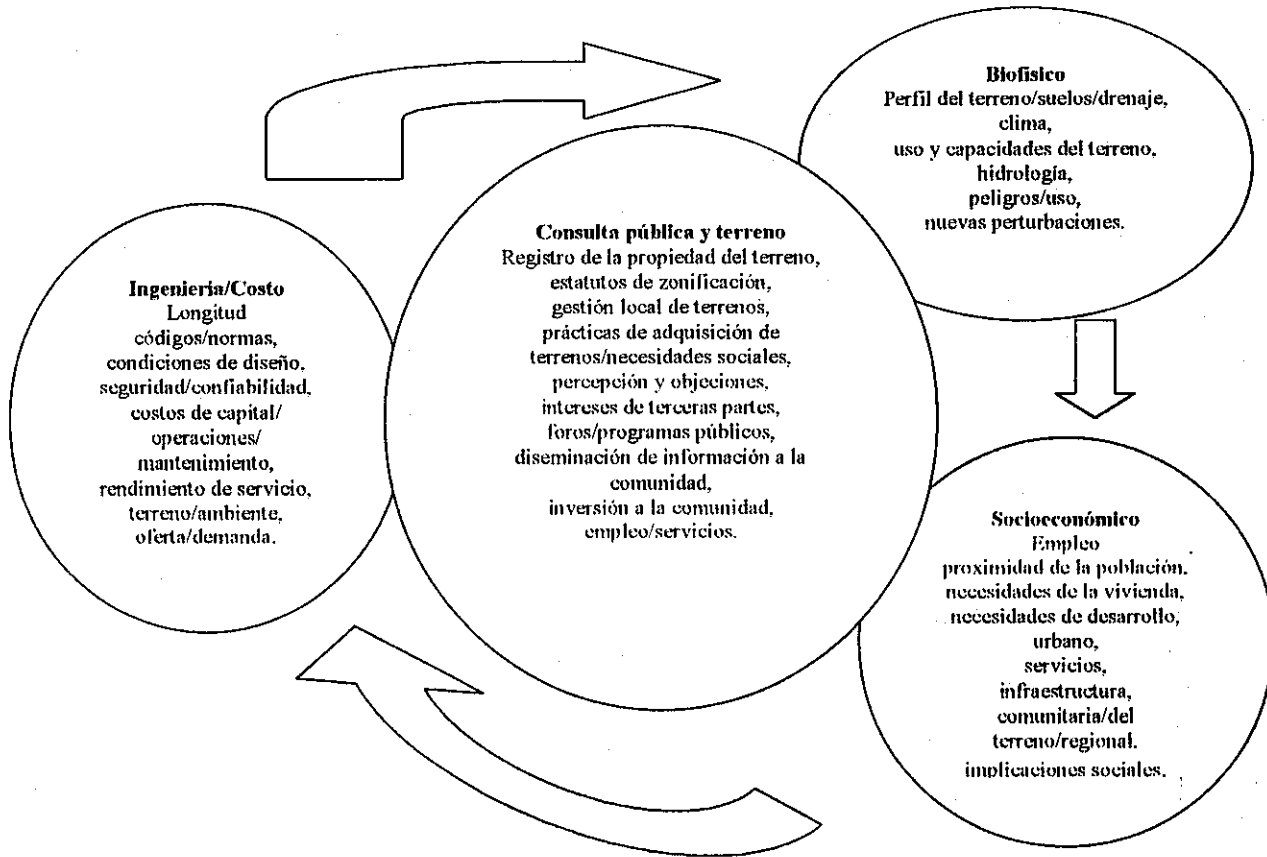 Biofísico
Perfil del terreno/suelos/drenaje,
clima,
uso y capacidades del terreno,
hidrología,
peligros/uso,
nuevas perturbaciones.
Consulta pública y terreno
Registro de la propiedad del terreno,
estatutos de zonificación,
gestión local de terrenos,
prácticas de adquisición de
terrenos/necesidades sociales,
percepción y objeciones,
intereses de terceras partes,
foros/programas públicos,
diseminación de información a la
comunidad,
inversión a la comunidad,
empleo/servicios.
Ingeniería/Costo
Longitud
códigos/normas,
condiciones de diseño,
seguridad/confiabilidad,
costos de capital/
operaciones/
mantenimiento,
rendimiento de servicio,
terreno/ambiente,
oferta/demanda.
Socioeconómico
Empleo
proximidad de la población,
necesidades de la vivienda,
necesidades de desarrollo,
urbano,
servicios,
infraestructura,
comunitaria/del
terreno/regional.
implicaciones sociales.